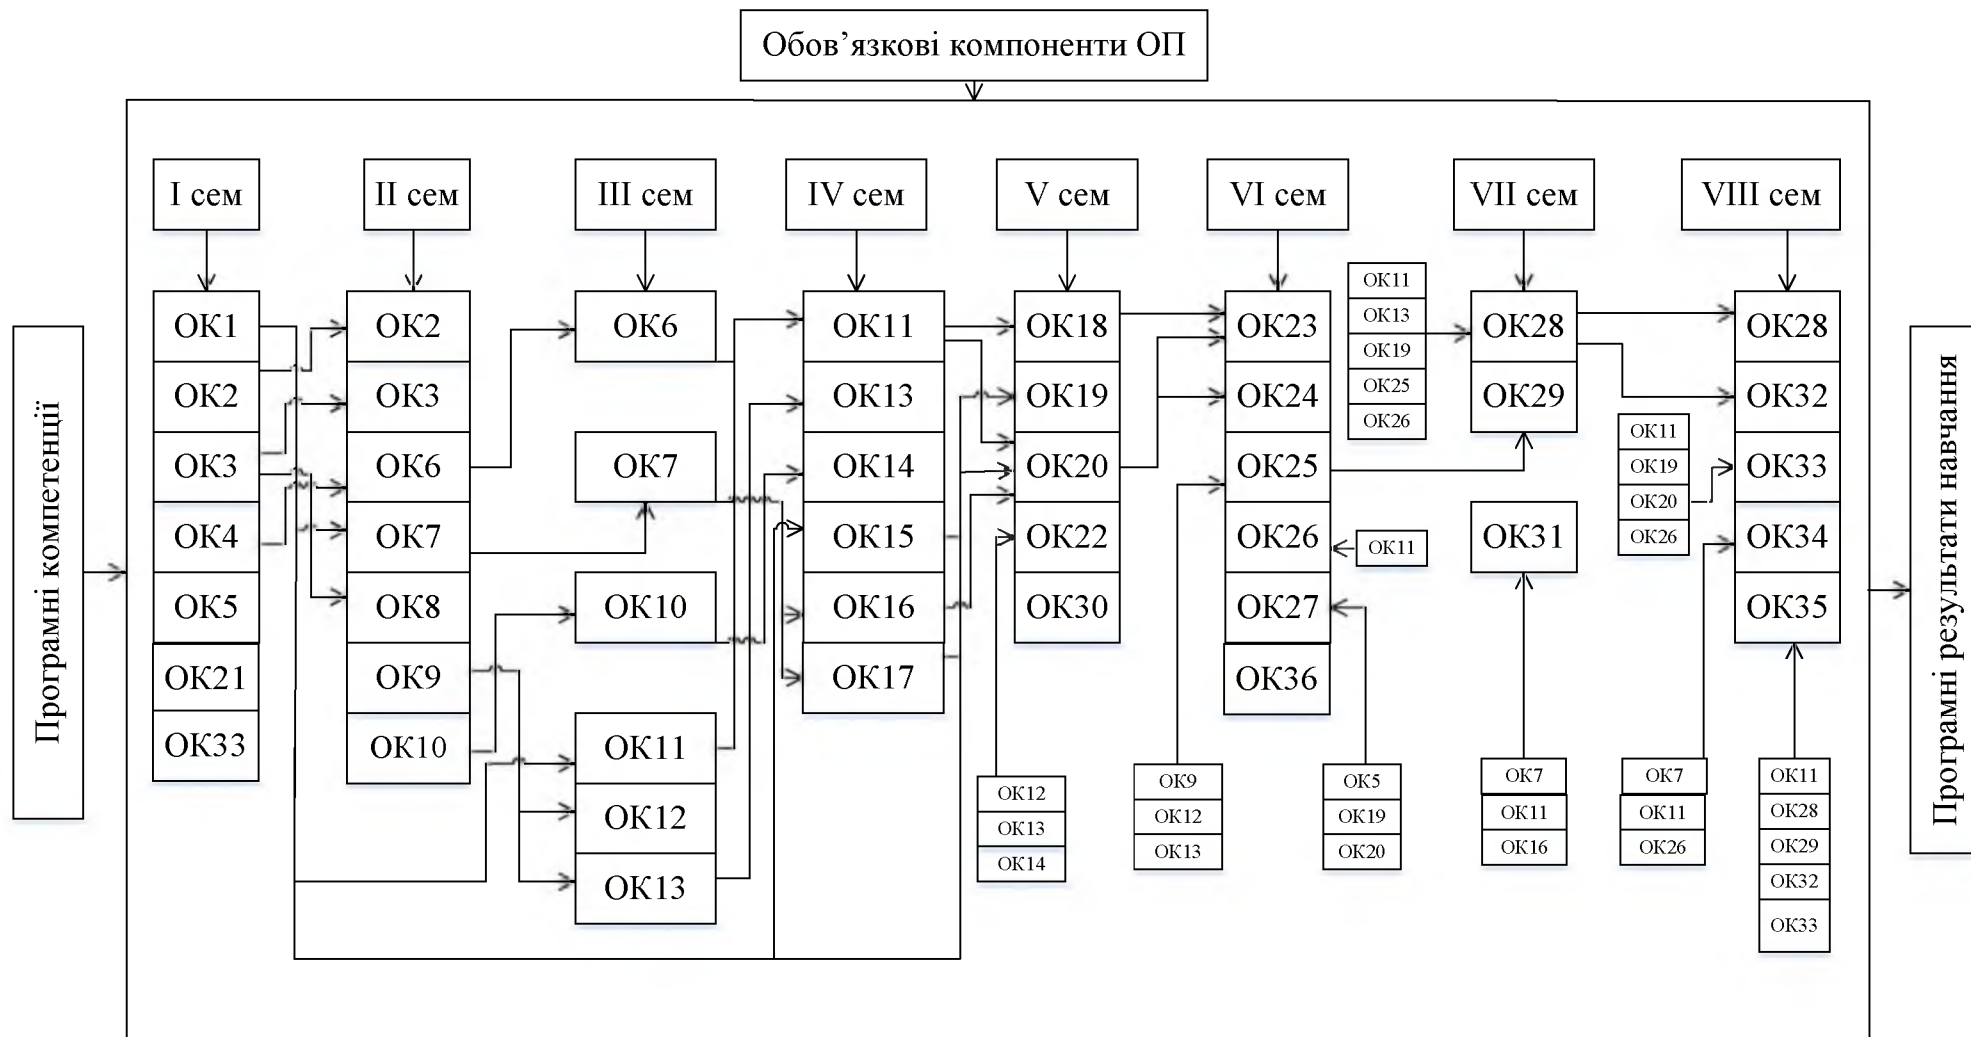 Обов’язкові компоненти ОП
Програмні компетенції
I сем
II сем
III сем
IV сем
V сем
VI сем
VII сем
VIII сем
ОК1
ОК2
ОК3
ОК4
ОК5
ОК21
ОК33
ОК2
ОК3
ОК6
ОК7
ОК8
ОК9
ОК10
ОК6
ОК7
ОК10
ОК11
ОК12
ОК13
ОК11
ОК13
ОК14
ОК15
ОК16
ОК17
ОК18
ОК19
ОК20
ОК22
ОК30
ОК12
ОК13
ОК14
ОК23
ОК24
ОК25
ОК26
ОК27
ОК36
ОК9
ОК12
ОК13
ОК11
ОК5
ОК19
ОК20
ОК11
ОК13
ОК19
ОК25
ОК26
ОК28
ОК29
ОК31
ОК7
ОК11
ОК16
ОК11
ОК19
ОК20
ОК26
ОК7
ОК11
ОК26
ОК28
ОК32
ОК33
ОК34
ОК35
ОК11
ОК28
ОК29
ОК32
ОК33
Програмні результати навчання